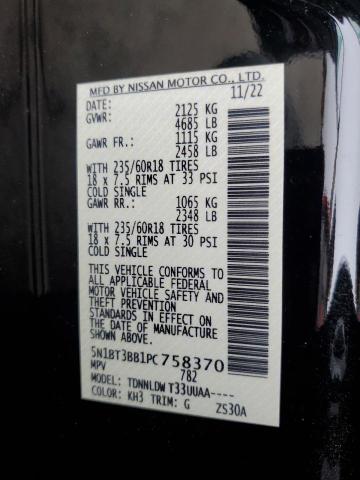 MFD BY NISSAN MOTOR CO., LTD.
DATE: 11/22
GVWR: 2125 KG
4685 LB
GAWR FR.: 1115 KG
2458 LB
WITH 235/60R18 TIRES
18 x 7.5 RIMS AT 33 PSI
COLD SINGLE
GAWR RR.: 1065 KG
2348 LB
WITH 235/60R18 TIRES
18 x 7.5 RIMS AT 30 PSI
COLD SINGLE
THIS VEHICLE CONFORMS TO
ALL APPLICABLE FEDERAL
MOTOR VEHICLE SAFETY AND
THEFT PREVENTION
STANDARDS IN EFFECT ON
THE DATE OF MANUFACTURE
SHOWN ABOVE.
5N1BT3BB1PC758370
MPV 782
MODEL: TDNNLDW T33UUAA----
COLOR: KH3 TRIM: G ZS30A